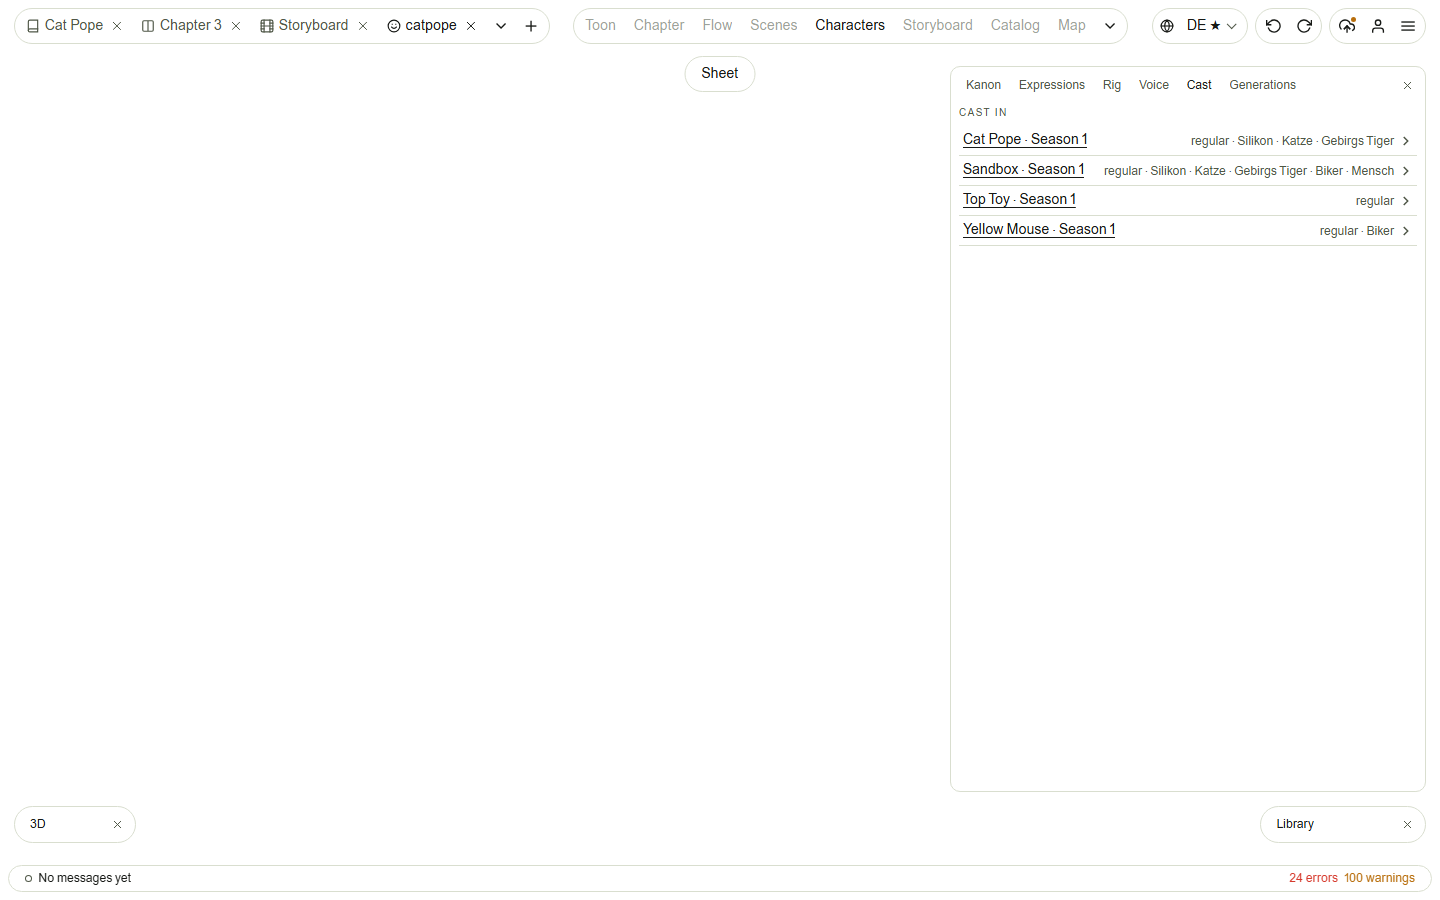 Cat Pope Chapter 3 Storyboard catpope Toon Chapter Flow Scenes Characters Storyboard Catalog Map DE ★
Sheet
Kanon Expressions Rig Voice Cast Generations
CAST IN
Cat Pope · Season 1 regular · Silikon · Katze · Gebirgs Tiger
Sandbox · Season 1 regular · Silikon · Katze · Gebirgs Tiger · Biker · Mensch
Top Toy · Season 1 regular
Yellow Mouse · Season 1 regular · Biker
3D Library
No messages yet 24 errors 100 warnings